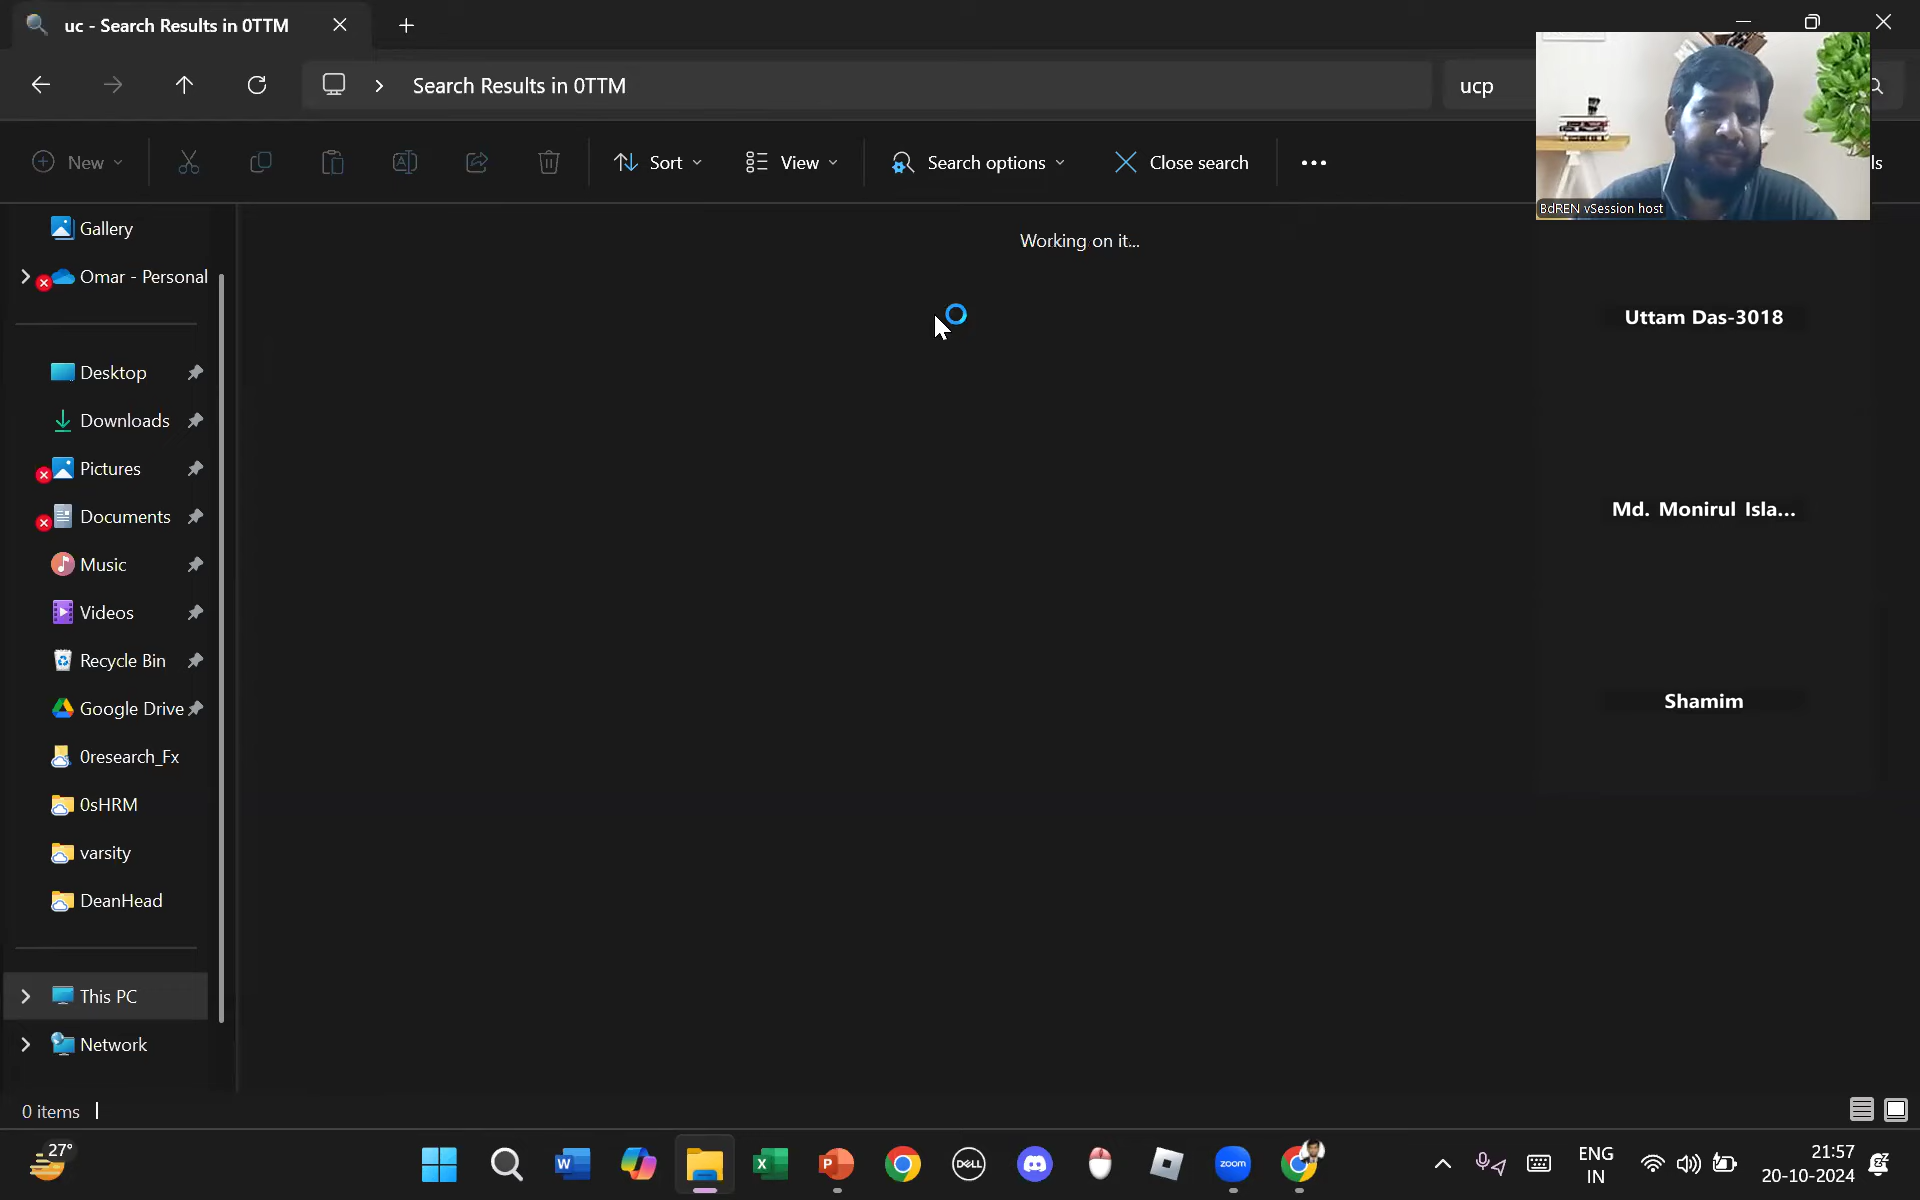 uc - Search Results in 0TTM
Search Results in 0TTM
ucp
New
Sort
View
Search options
Close search
ls
BdREN vSession host
Gallery
Omar - Personal
Working on it...
Desktop
Downloads
Pictures
Documents
Music
Videos
Recycle Bin
Google Drive
0research_Fx
0sHRM
varsity
DeanHead
This PC
Network
Uttam Das-3018
Md. Monirul Isla...
Shamim
0 items
27°
DELL
zoom
ENG
IN
21:57
20-10-2024